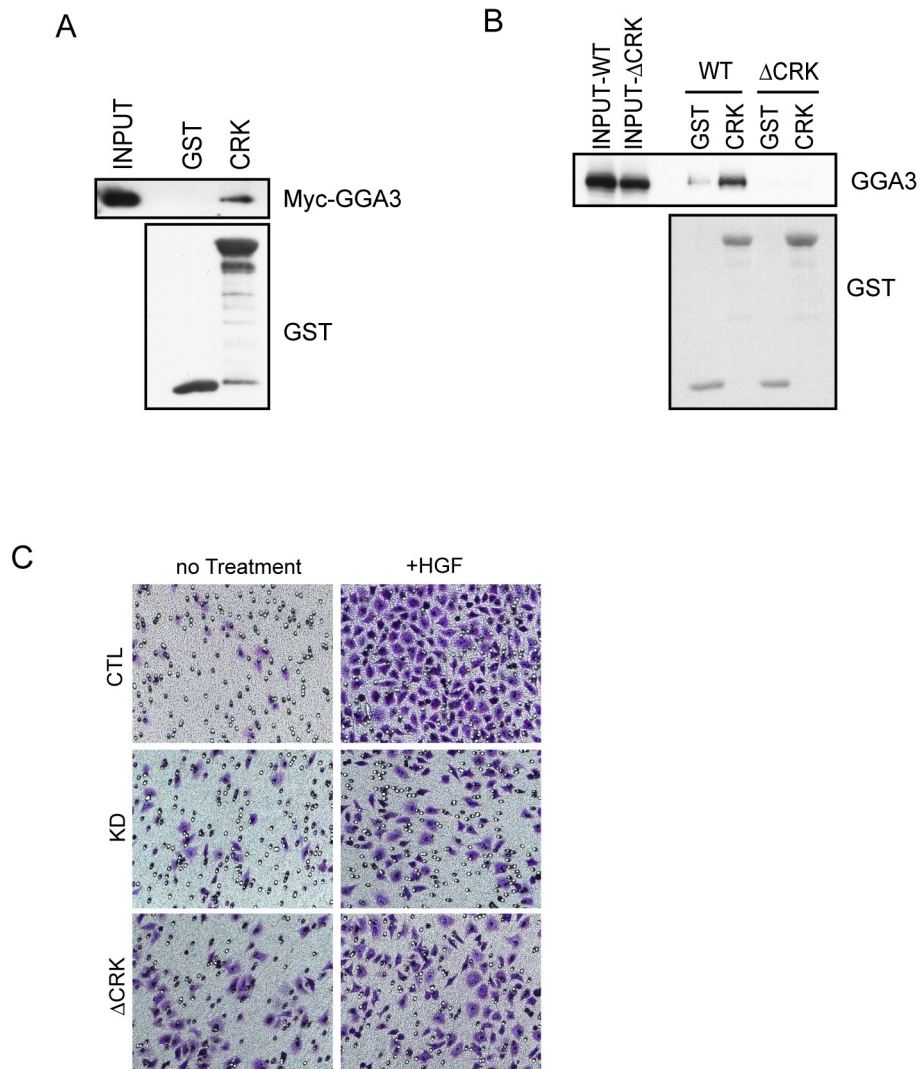 A
INPUT
GST
CRK
Myc-GGA3
GST
B
INPUT-WT
INPUT-ΔCRK
WT
ΔCRK
GST
CRK
GST
CRK
GGA3
GST
C
no Treatment
+HGF
CTL
KD
ΔCRK